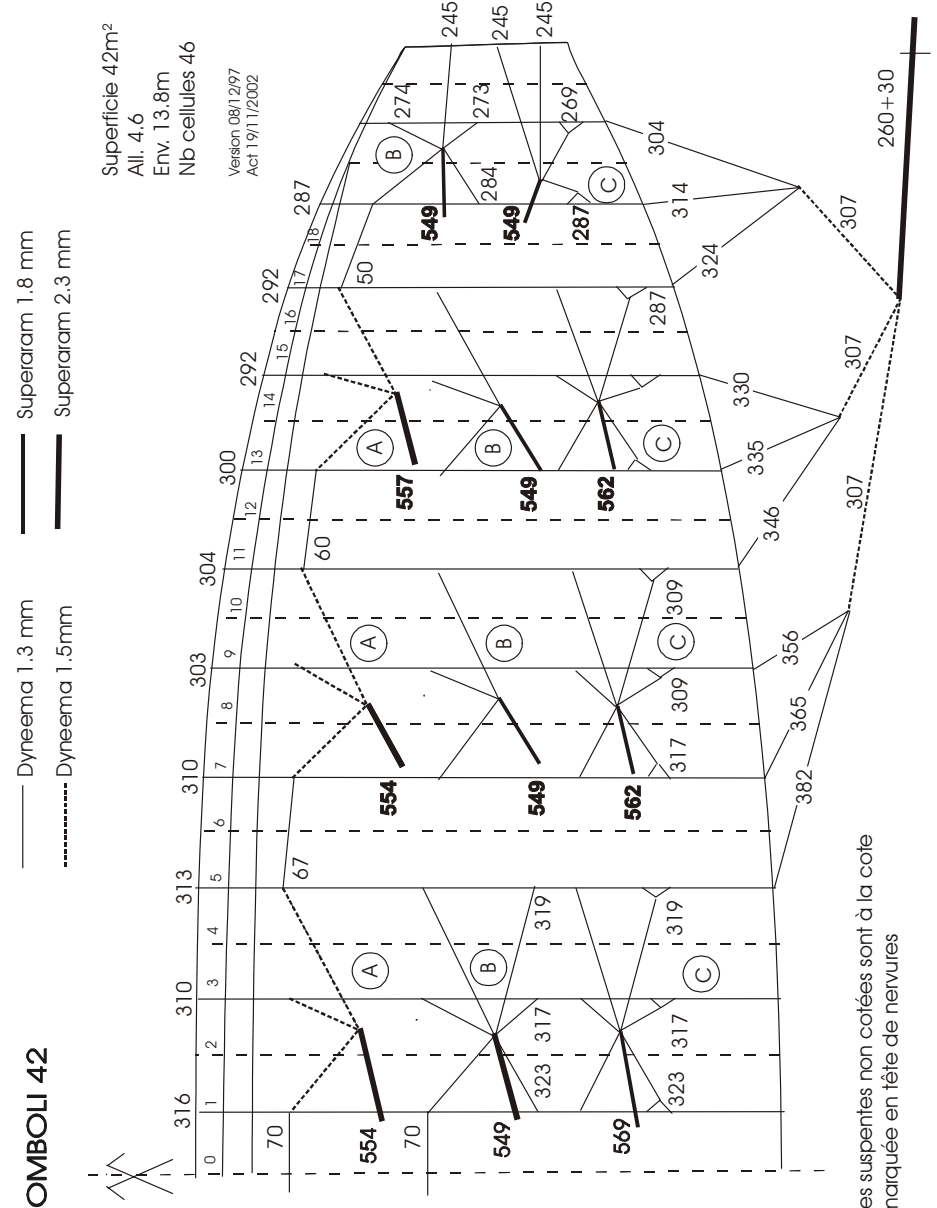 OMBOLI 42
Dyneema 1.3 mm
Dyneema 1.5mm
Superaram 1.8 mm
Superaram 2.3 mm
Superficie 42m²
All. 4.6
Env. 13.8m
Nb cellules 46
Version 08/12/97
Act 19/11/2002
316 310 313 310 303 304 300 292 292 287
0 1 2 3 4 5 6 7 8 9 10 11 12 13 14 15 16 17 18
245 245 245
70 67 60 50
70
A A A B
B B B
C C C C
274 273 269
284 287
554 554 557 549 549
549 549 549
569 562 562
323 317 319
323 317 319 317 309 309 287
382 365 356 346 335 330 324 314 304
307 307 307
260+30
es suspentes non cotées sont à la cote
narquée en tête de nervures